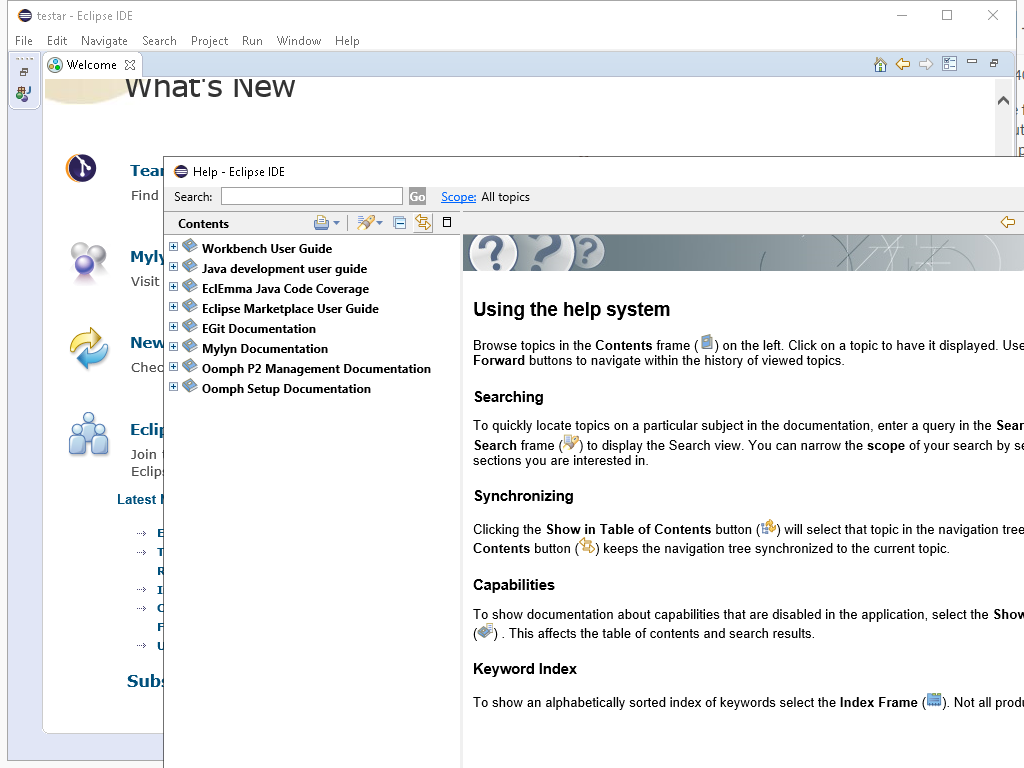 testar - Eclipse IDE
File Edit Navigate Search Project Run Window Help
Welcome
What's New
Find
Visit
Join
Latest
Help - Eclipse IDE
Search: Go Scope: All topics
Contents
Workbench User Guide
Java development user guide
EclEmma Java Code Coverage
Eclipse Marketplace User Guide
EGit Documentation
Mylyn Documentation
Oomph P2 Management Documentation
Oomph Setup Documentation
Using the help system
Browse topics in the Contents frame ( ) on the left. Click on a topic to have it displayed. Use
Forward buttons to navigate within the history of viewed topics.
Searching
To quickly locate topics on a particular subject in the documentation, enter a query in the Sear
Search frame ( ) to display the Search view. You can narrow the scope of your search by se
sections you are interested in.
Synchronizing
Clicking the Show in Table of Contents button ( ) will select that topic in the navigation tree
Contents button ( ) keeps the navigation tree synchronized to the current topic.
Capabilities
To show documentation about capabilities that are disabled in the application, select the Show
( ) . This affects the table of contents and search results.
Keyword Index
To show an alphabetically sorted index of keywords select the Index Frame ( ). Not all produ